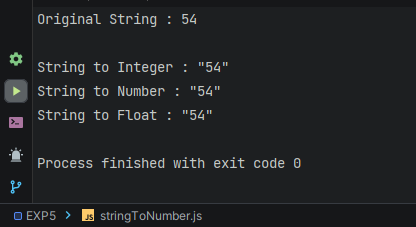 Original String : 54
String to Integer : "54"
String to Number : "54"
String to Float : "54"
Process finished with exit code 0
EXP5 > JS stringToNumber.js